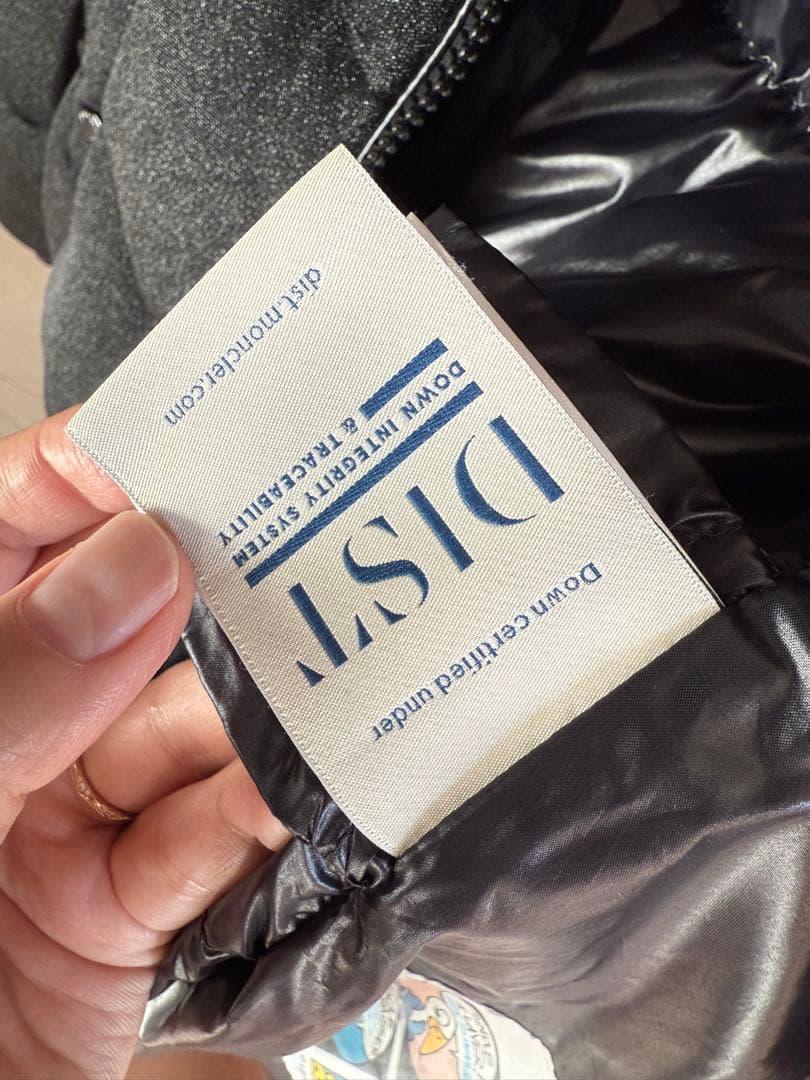 Down certified under
DIST
DOWN INTEGRITY SYSTEM
& TRACEABILITY
dist.moncler.com